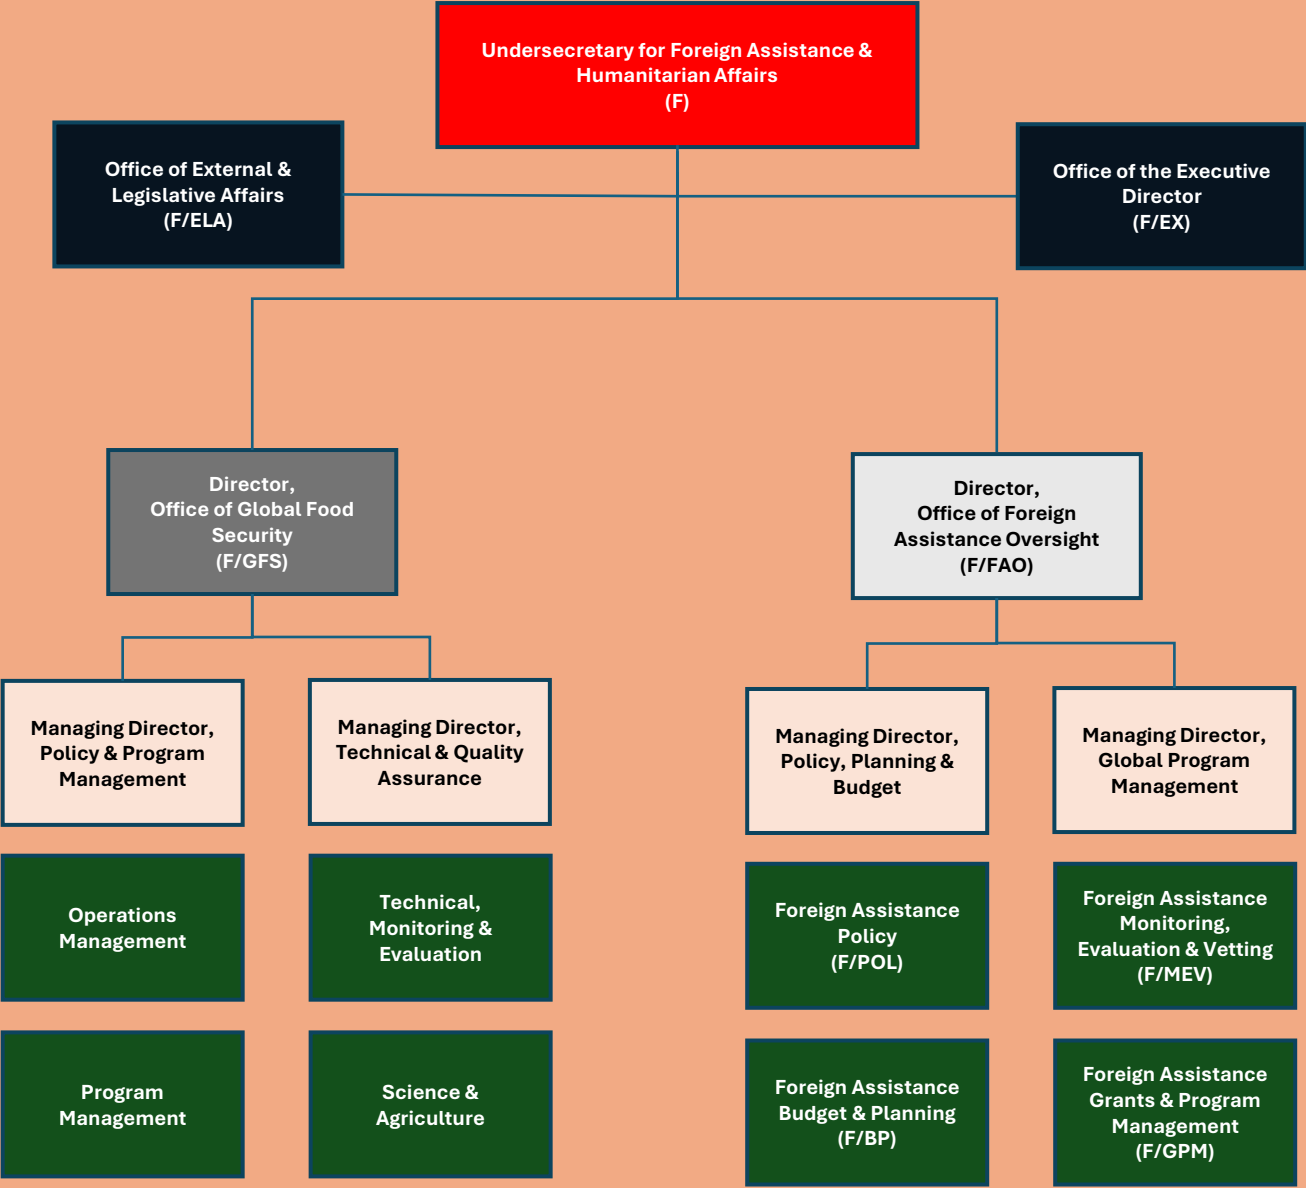 Undersecretary for Foreign Assistance &
Humanitarian Affairs
(F)
Office of External &
Legislative Affairs
(F/ELA)
Office of the Executive
Director
(F/EX)
Director,
Office of Global Food
Security
(F/GFS)
Director,
Office of Foreign
Assistance Oversight
(F/FAO)
Managing Director,
Policy & Program
Management
Managing Director,
Technical & Quality
Assurance
Managing Director,
Policy, Planning &
Budget
Managing Director,
Global Program
Management
Operations
Management
Technical,
Monitoring &
Evaluation
Foreign Assistance
Policy
(F/POL)
Foreign Assistance
Monitoring,
Evaluation & Vetting
(F/MEV)
Program
Management
Science &
Agriculture
Foreign Assistance
Budget & Planning
(F/BP)
Foreign Assistance
Grants & Program
Management
(F/GPM)